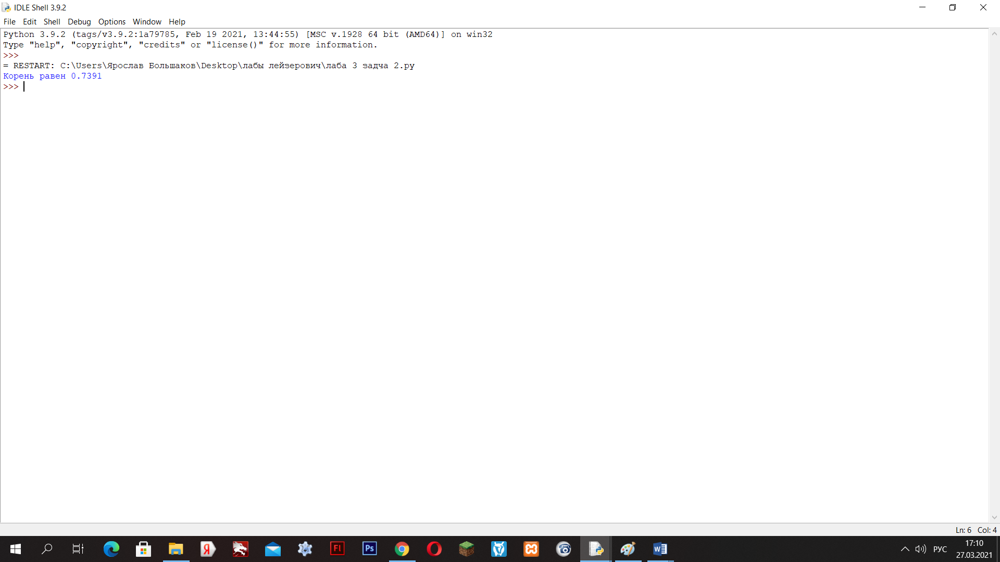 IDLE Shell 3.9.2
File Edit Shell Debug Options Window Help
Python 3.9.2 (tags/v3.9.2:1a79785, Feb 19 2021, 13:44:55) [MSC v.1928 64 bit (AMD64)] on win32
Type "help", "copyright", "credits" or "license()" for more information.
>>>
= RESTART: C:\Users\Ярослав Большаков\Desktop\лабы лейзерович\лаба 3 задча 2.py
Корень равен 0.7391
>>>
Ln: 6 Col: 4
Я
Fl
Ps
W
РУС
17:10
27.03.2021